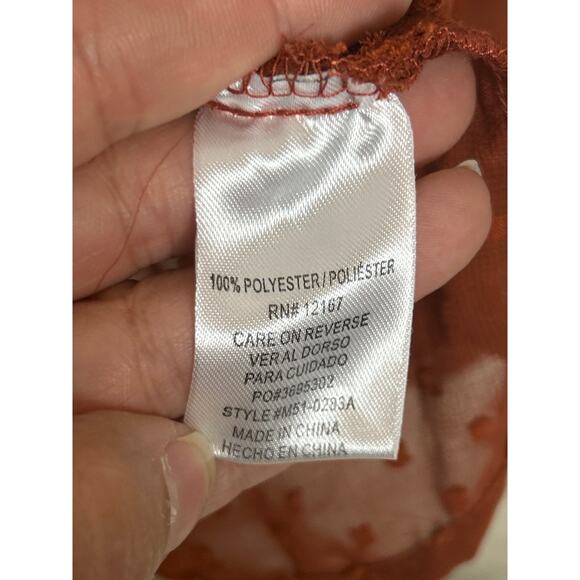 100% POLYESTER / POLIÉSTER
RN# 12167
CARE ON REVERSE
VER AL DORSO
PARA CUIDADO
PO#3695302
STYLE #M51-0283A
MADE IN CHINA
HECHO EN CHINA